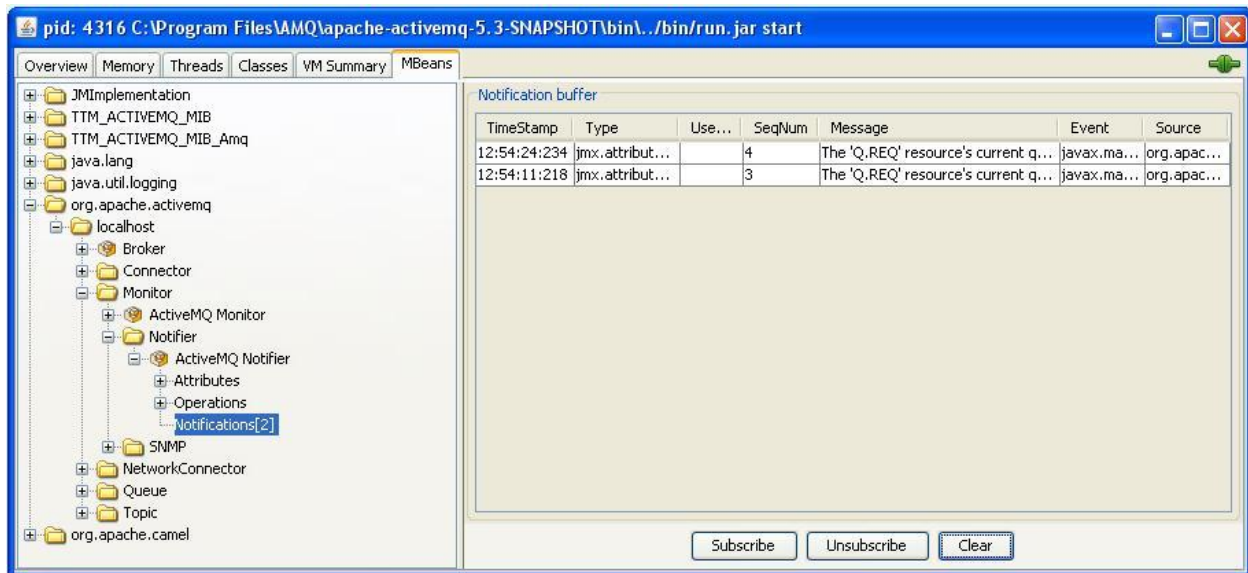 pid: 4316 C:\Program Files\AMQ\apache-activemq-5.3-SNAPSHOT\bin\../bin/run.jar start
Overview Memory Threads Classes VM Summary MBeans
JMImplementation
TTM_ACTIVEMQ_MIB
TTM_ACTIVEMQ_MIB_Amq
java.lang
java.util.logging
org.apache.activemq
localhost
Broker
Connector
Monitor
ActiveMQ Monitor
Notifier
ActiveMQ Notifier
Attributes
Operations
Notifications[2]
SNMP
NetworkConnector
Queue
Topic
org.apache.camel
Notification buffer
TimeStamp Type Use... SeqNum Message Event Source
12:54:24:234 jmx.attribut... 4 The 'Q.REQ' resource's current q... javax.ma... org.apac...
12:54:11:218 jmx.attribut... 3 The 'Q.REQ' resource's current q... javax.ma... org.apac...
Subscribe Unsubscribe Clear